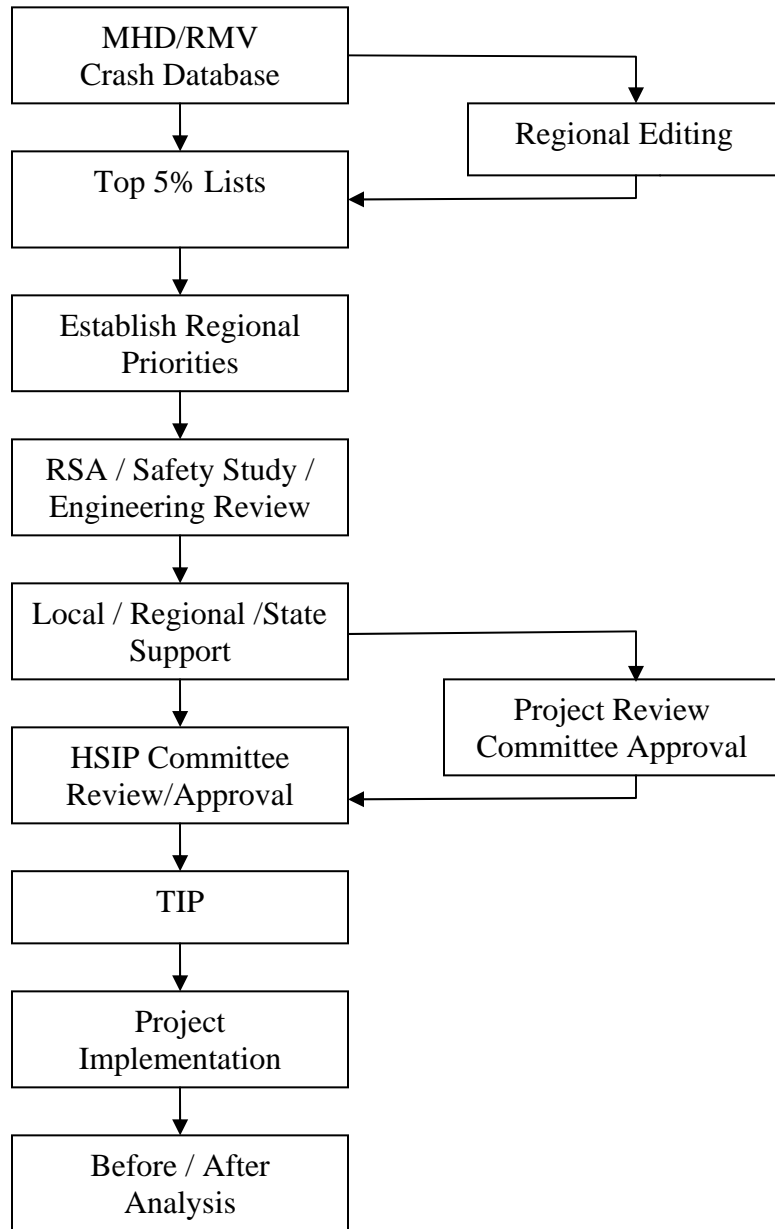 MHD/RMV
Crash Database
Regional Editing
Top 5% Lists
Establish Regional
Priorities
RSA / Safety Study /
Engineering Review
Local / Regional /State
Support
Project Review
Committee Approval
HSIP Committee
Review/Approval
TIP
Project
Implementation
Before / After
Analysis